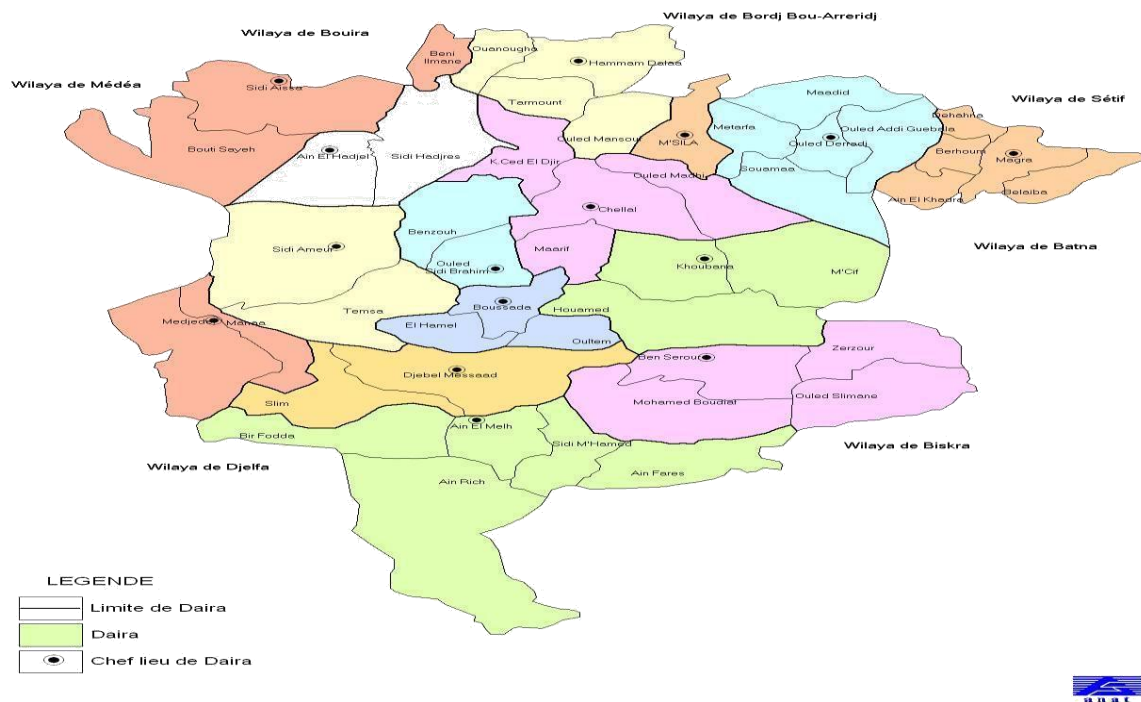 Wilaya de Bordj Bou-Arreridj
Wilaya de Bouira
Wilaya de Médéa
Wilaya de Sétif
Wilaya de Batna
Wilaya de Biskra
Wilaya de Djelfa
Beni
Ilmane
Ouanougha
Hammam Dalaa
Sidi Aissa
Tarmount
Maadid
Dehahna
Bouti Sayeh
Ain El Hadjel
Sidi Hadjres
Ouled Mansour
M'SILA
Metarfa
Ouled Addi Guebala
Ouled Derradj
Berhoum
Magra
K.Ced El Djir
Ouled Madhi
Souamaa
Belaiba
Ain El Khadra
Chellal
Benzouh
Sidi Ameur
Maarif
Ouled
Sidi Brahim
Khoubana
M'Cif
Boussada
Houamed
Temsa
El Hamel
Oultem
Medjedel
Manaa
Ben Serour
Zerzour
Djebel Messaad
Slim
Mohamed Boudiaf
Ouled Slimane
Ain El Melh
Bir Fodda
Sidi M'Hamed
Ain Fares
Ain Rich
LEGENDE
Limite de Daira
Daira
Chef lieu de Daira
anat